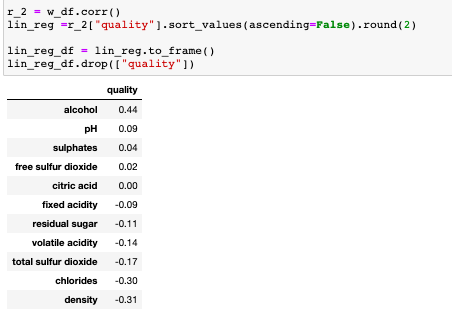 r_2 = w_df.corr()
lin_reg =r_2["quality"].sort_values(ascending=False).round(2)
lin_reg_df = lin_reg.to_frame()
lin_reg_df.drop(["quality"])
quality
alcohol 0.44
pH 0.09
sulphates 0.04
free sulfur dioxide 0.02
citric acid 0.00
fixed acidity -0.09
residual sugar -0.11
volatile acidity -0.14
total sulfur dioxide -0.17
chlorides -0.30
density -0.31